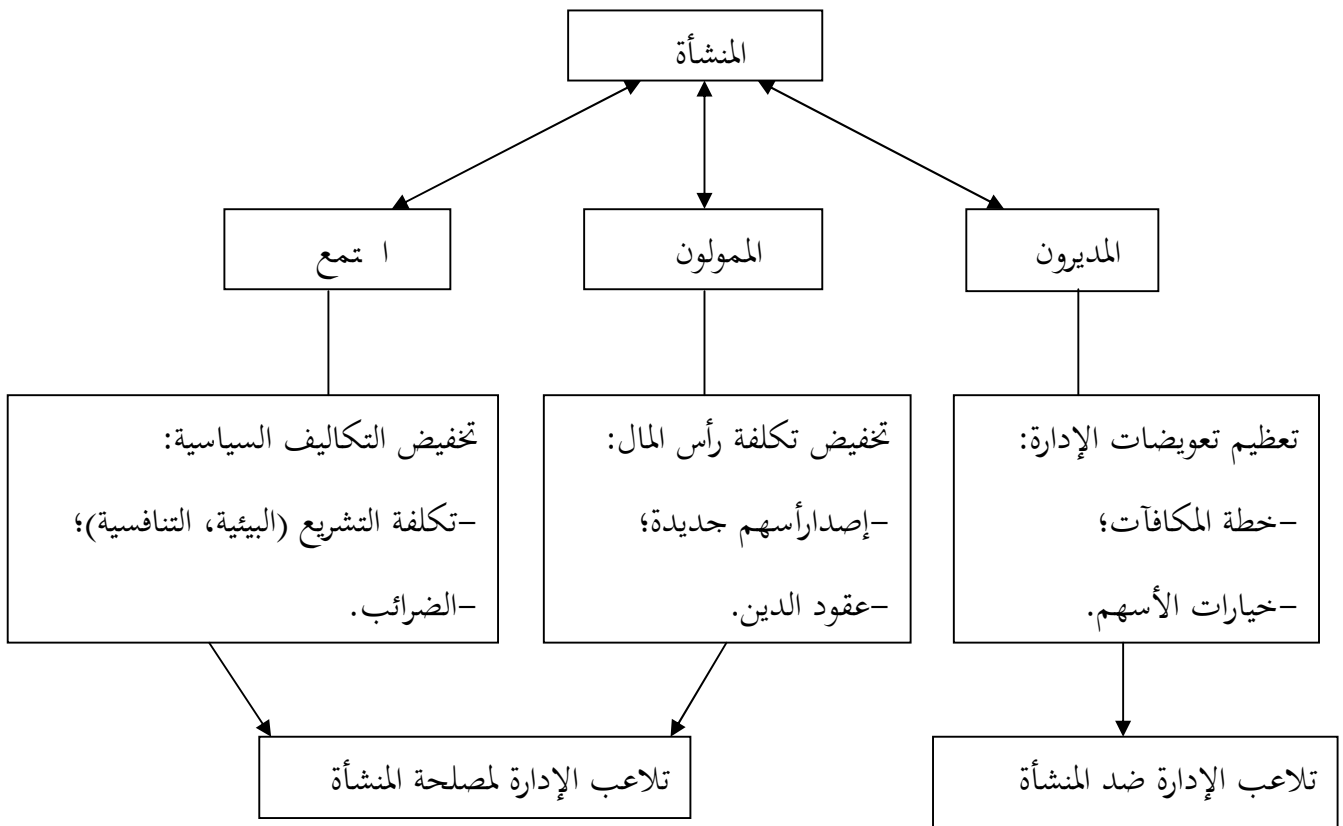 المنشأة
المديرون
الممولون
ا تمع
تعظيم تعويضات الإدارة:
-خطة المكافآت؛
-خيارات الأسهم.
تخفيض تكلفة رأس المال:
-إصدارأسهم جديدة؛
-عقود الدين.
تخفيض التكاليف السياسية:
-تكلفة التشريع (البيئية، التنافسية)؛
-الضرائب.
تلاعب الإدارة ضد المنشأة
تلاعب الإدارة لمصلحة المنشأة